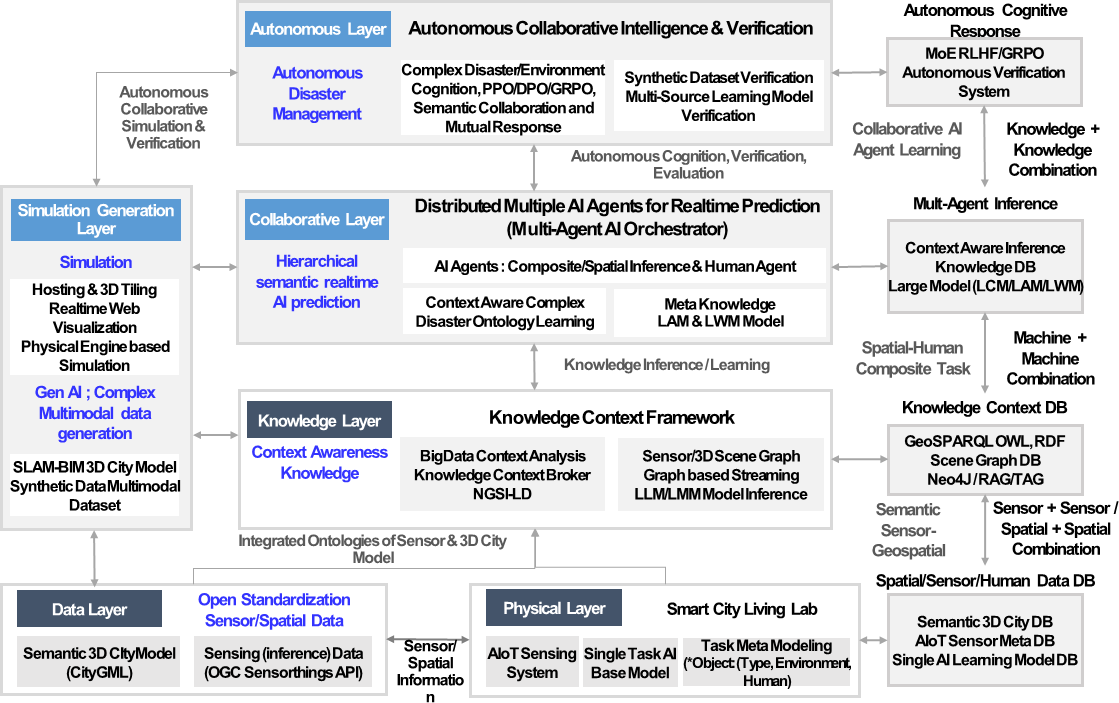 Autonomous Layer
Autonomous Collaborative Intelligence & Verification
Autonomous
Disaster
Management
Complex Disaster/Environment
Cognition, PPO/DPO/GRPO,
Semantic Collaboration and
Mutual Response
Synthetic Dataset Verification
Multi-Source Learning Model
Verification
Autonomous Cognitive
Response
MoE RLHF/GRPO
Autonomous Verification
System
Autonomous
Collaborative
Simulation &
Verification
Autonomous Cognition, Verification,
Evaluation
Collaborative AI
Agent Learning
Knowledge +
Knowledge
Combination
Simulation Generation
Layer
Simulation
Hosting & 3D Tiling
Realtime Web
Visualization
Physical Engine based
Simulation
Gen AI ; Complex
Multimodal data
generation
SLAM-BIM 3D City Model
Synthetic Data Multimodal
Dataset
Collaborative Layer
Distributed Multiple AI Agents for Realtime Prediction
(Multi-Agent AI Orchestrator)
Hierarchical
semantic realtime
AI prediction
AI Agents : Composite/Spatial Inference & Human Agent
Context Aware Complex
Disaster Ontology Learning
Meta Knowledge
LAM & LWM Model
Mult-Agent Inference
Context Aware Inference
Knowledge DB
Large Model (LCM/LAM/LWM)
Knowledge Inference / Learning
Spatial-Human
Composite Task
Machine +
Machine
Combination
Knowledge Layer
Knowledge Context Framework
Context Awareness
Knowledge
BigData Context Analysis
Knowledge Context Broker
NGSI-LD
Sensor/3D Scene Graph
Graph based Streaming
LLM/LMM Model Inference
Knowledge Context DB
GeoSPARQL OWL, RDF
Scene Graph DB
Neo4J / RAG/TAG
Integrated Ontologies of Sensor & 3D City
Model
Semantic
Sensor-
Geospatial
Sensor + Sensor /
Spatial + Spatial
Combination
Data Layer
Open Standardization
Sensor/Spatial Data
Semantic 3D CItyModel
(CityGML)
Sensing (inference) Data
(OGC Sensorthings API)
Sensor/
Spatial
Informatio
n
Physical Layer
Smart City Living Lab
AIoT Sensing
System
Single Task AI
Base Model
Task Meta Modeling
(*Object (Type, Environment,
Human)
Spatial/Sensor/Human Data DB
Semantic 3D City DB
AIoT Sensor Meta DB
Single AI Learning Model DB